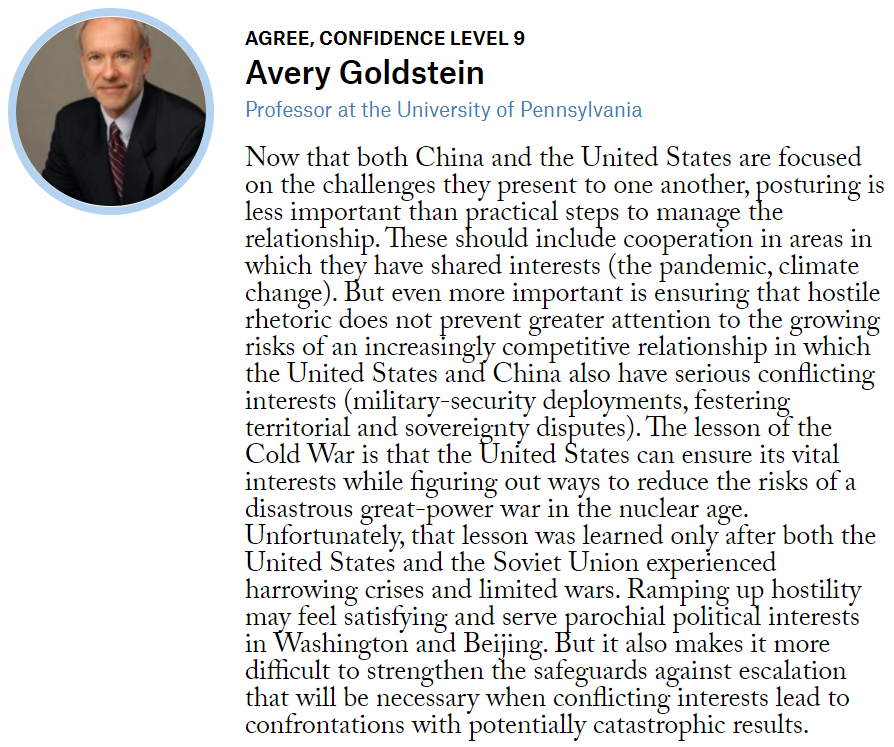 AGREE, CONFIDENCE LEVEL 9
Avery Goldstein
Professor at the University of Pennsylvania
Now that both China and the United States are focused
on the challenges they present to one another, posturing is
less important than practical steps to manage the
relationship. These should include cooperation in areas in
which they have shared interests (the pandemic, climate
change). But even more important is ensuring that hostile
rhetoric does not prevent greater attention to the growing
risks of an increasingly competitive relationship in which
the United States and China also have serious conflicting
interests (military-security deployments, festering
territorial and sovereignty disputes). The lesson of the
Cold War is that the United States can ensure its vital
interests while figuring out ways to reduce the risks of a
disastrous great-power war in the nuclear age.
Unfortunately, that lesson was learned only after both the
United States and the Soviet Union experienced
harrowing crises and limited wars. Ramping up hostility
may feel satisfying and serve parochial political interests
in Washington and Beijing. But it also makes it more
difficult to strengthen the safeguards against escalation
that will be necessary when conflicting interests lead to
confrontations with potentially catastrophic results.